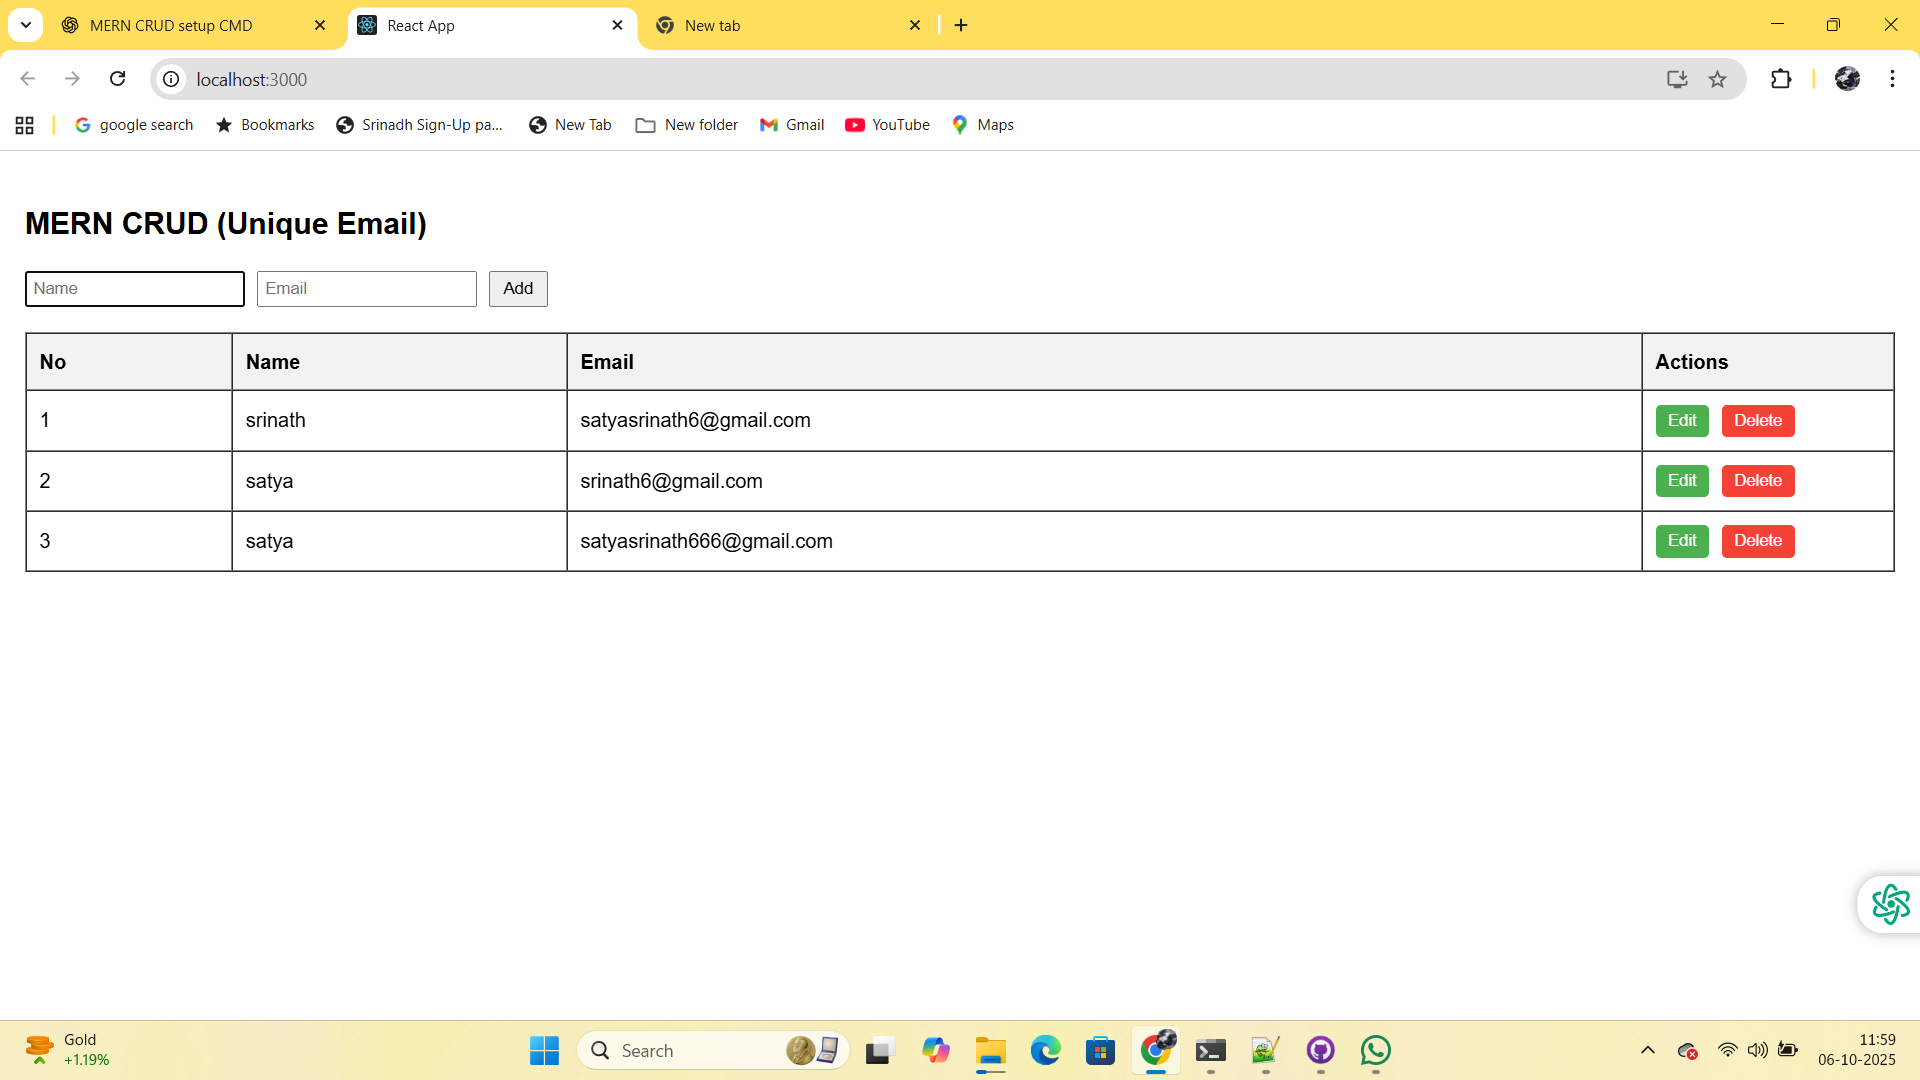 MERN CRUD setup CMD
React App
New tab
localhost:3000
google search
Bookmarks
Srinadh Sign-Up pa...
New Tab
New folder
Gmail
YouTube
Maps
MERN CRUD (Unique Email)
Name
Email
Add
No Name Email Actions
1 srinath satyasrinath6@gmail.com Edit Delete
2 satya srinath6@gmail.com Edit Delete
3 satya satyasrinath666@gmail.com Edit Delete
Gold
+1.19%
Search
11:59
06-10-2025